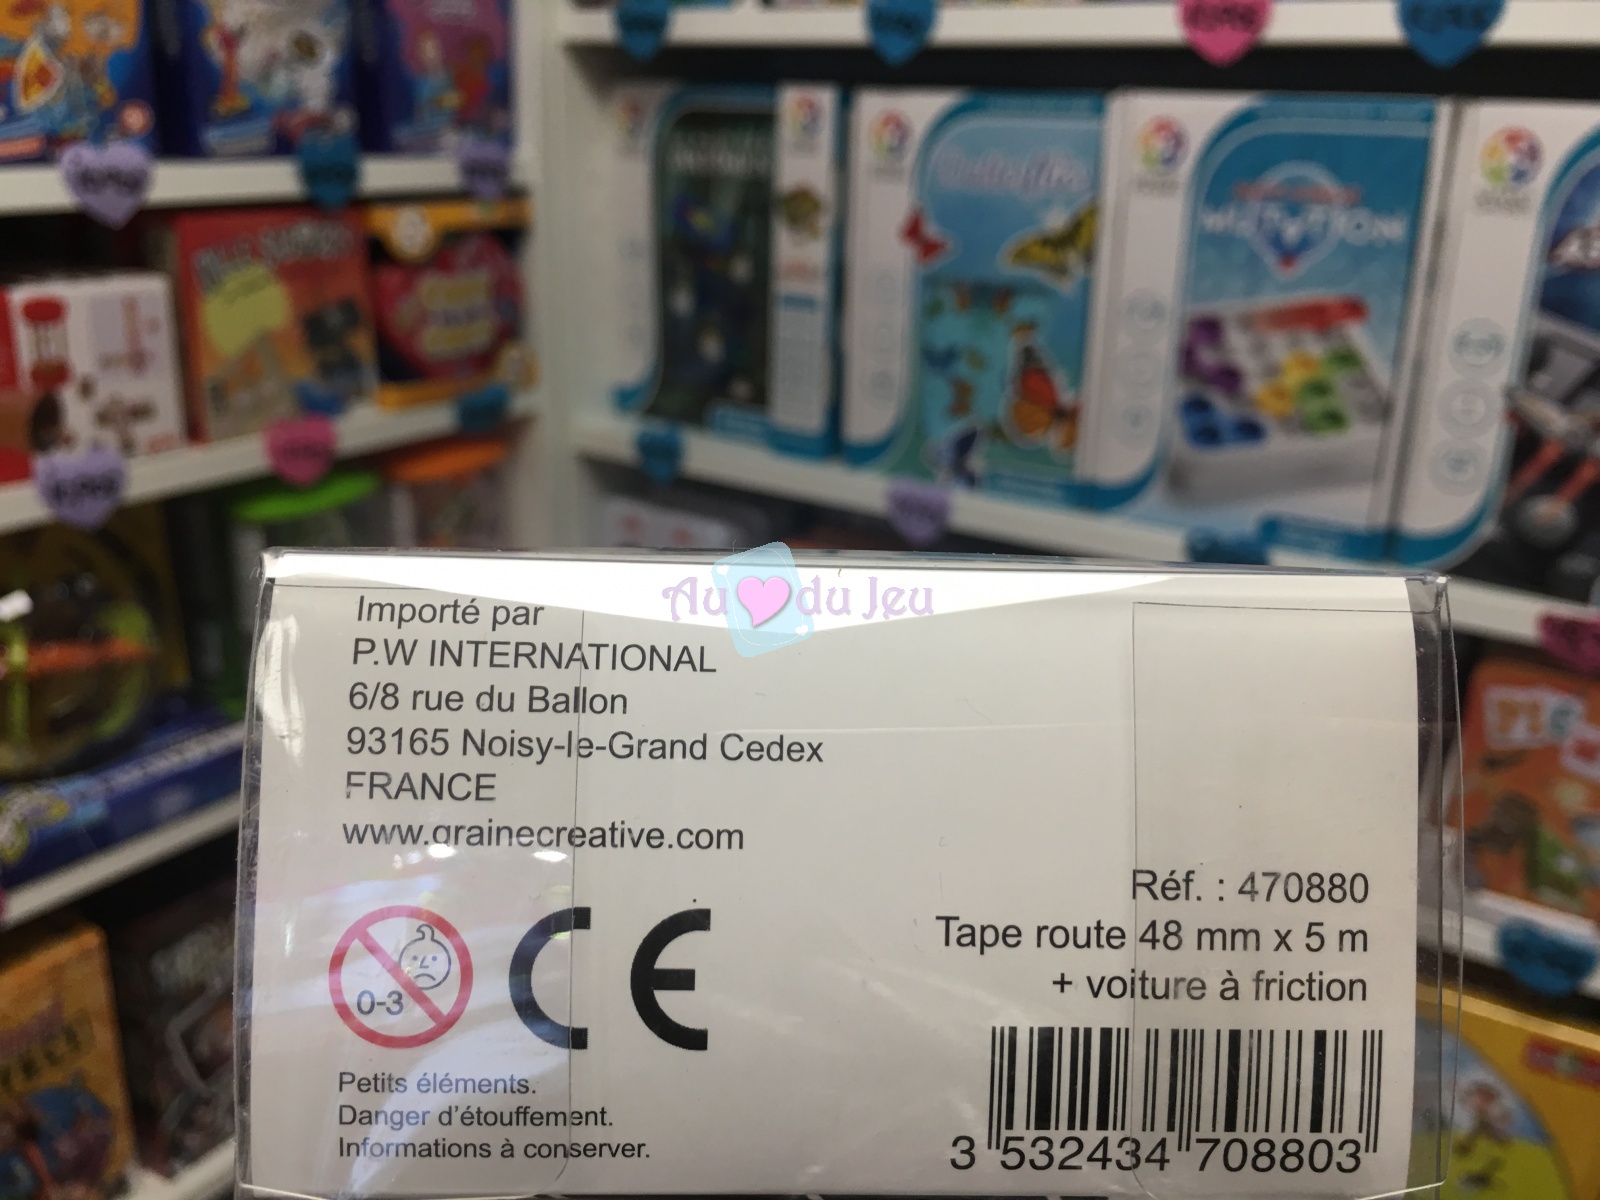 Au du Jeu
Importé par
P.W INTERNATIONAL
6/8 rue du Ballon
93165 Noisy-le-Grand Cedex
FRANCE
www.grainecreative.com
Réf. : 470880
Tape route 48 mm x 5 m
+ voiture à friction
0-3
CE
Petits éléments.
Danger d'étouffement.
Informations à conserver.
3 532434 708803